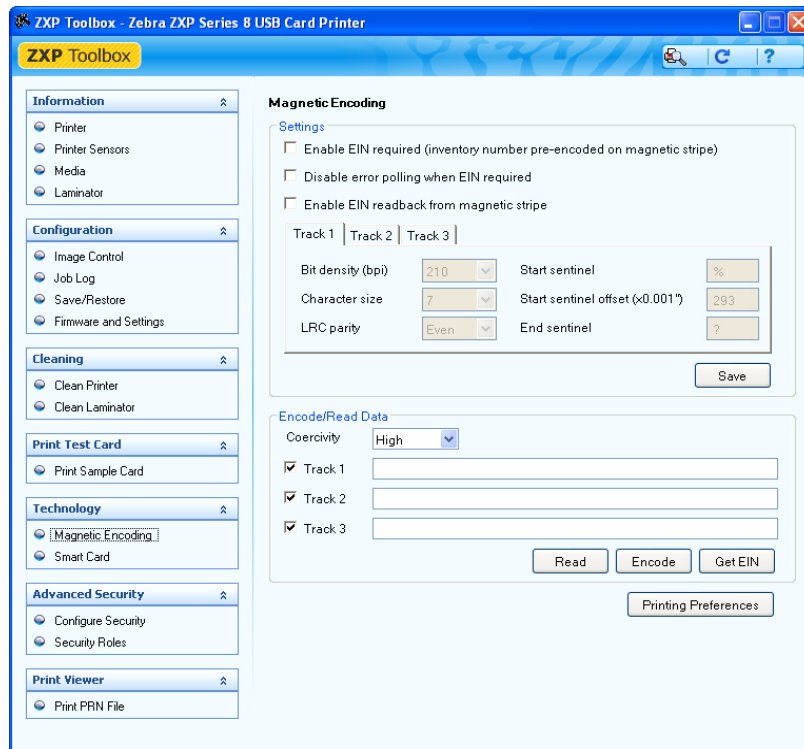 ZXP Toolbox - Zebra ZXP Series 8 USB Card Printer
ZXP Toolbox
?
Information
Printer
Printer Sensors
Media
Laminator
Configuration
Image Control
Job Log
Save/Restore
Firmware and Settings
Cleaning
Clean Printer
Clean Laminator
Print Test Card
Print Sample Card
Technology
Magnetic Encoding
Smart Card
Advanced Security
Configure Security
Security Roles
Print Viewer
Print PRN File
Magnetic Encoding
Settings
Enable EIN required (inventory number pre-encoded on magnetic stripe)
Disable error polling when EIN required
Enable EIN readback from magnetic stripe
Track 1 Track 2 Track 3
Bit density (bpi) 210 Start sentinel %
Character size 7 Start sentinel offset (x0.001") 293
LRC parity Even End sentinel ?
Save
Encode/Read Data
Coercivity High
Track 1
Track 2
Track 3
Read Encode Get EIN
Printing Preferences